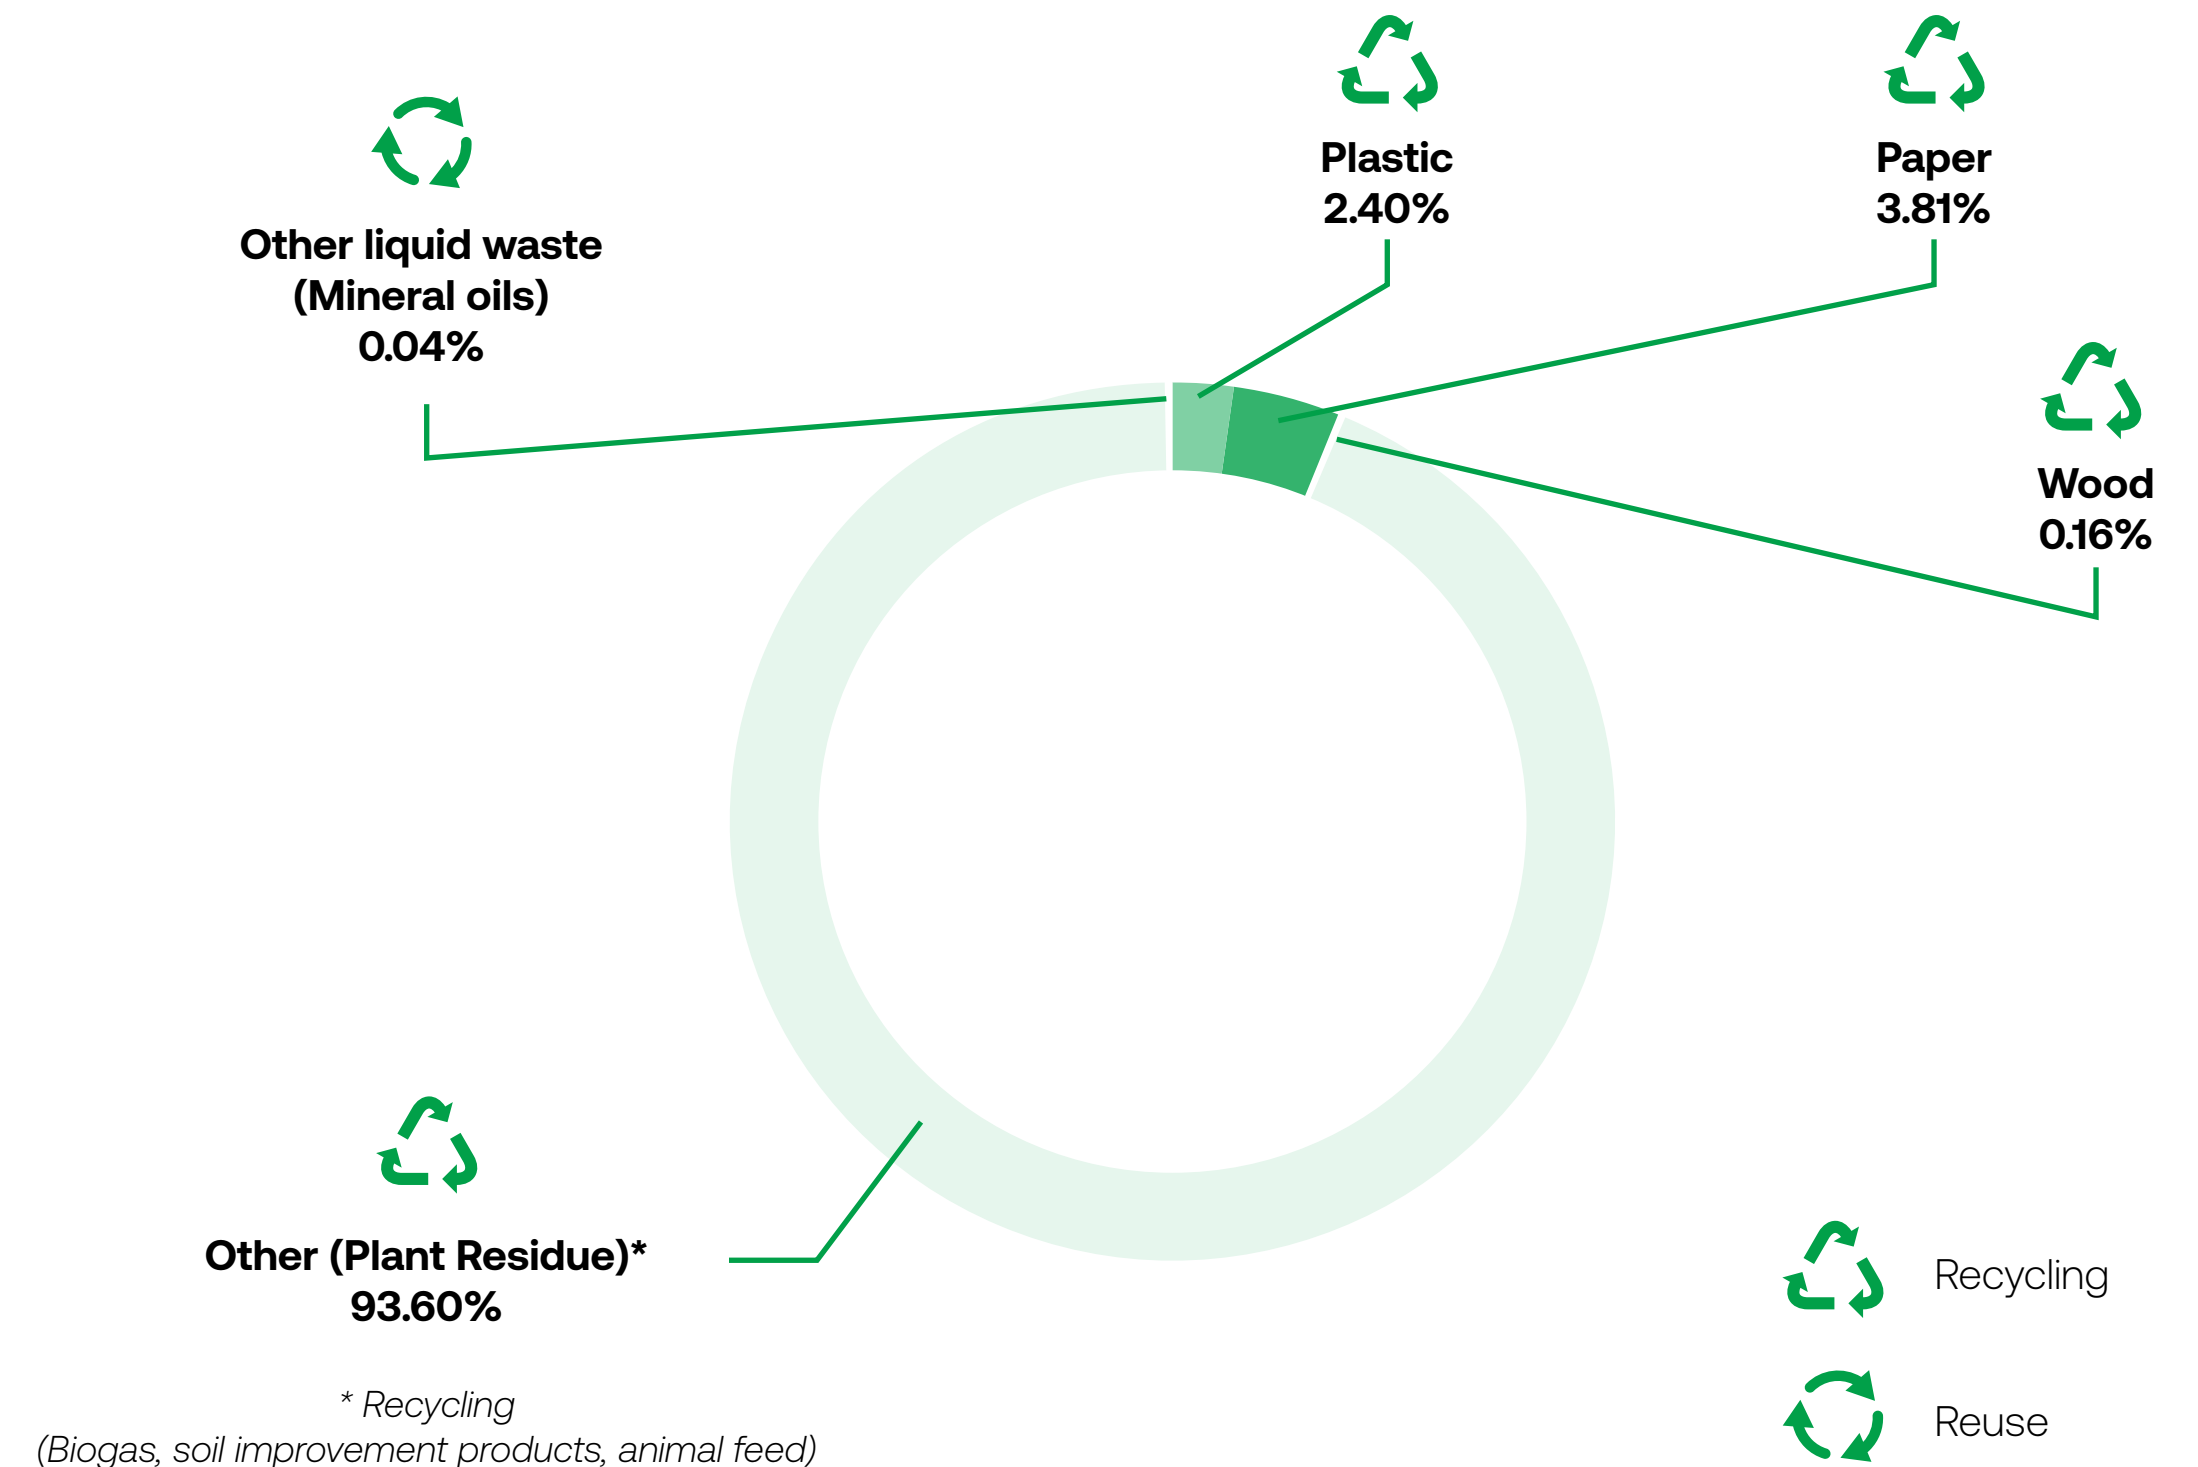 Plastic
2.40%
Paper
3.81%
Other liquid waste
(Mineral oils)
0.04%
Wood
0.16%
Other (Plant Residue)*
93.60%
* Recycling
(Biogas, soil improvement products, animal feed)
Recycling
Reuse